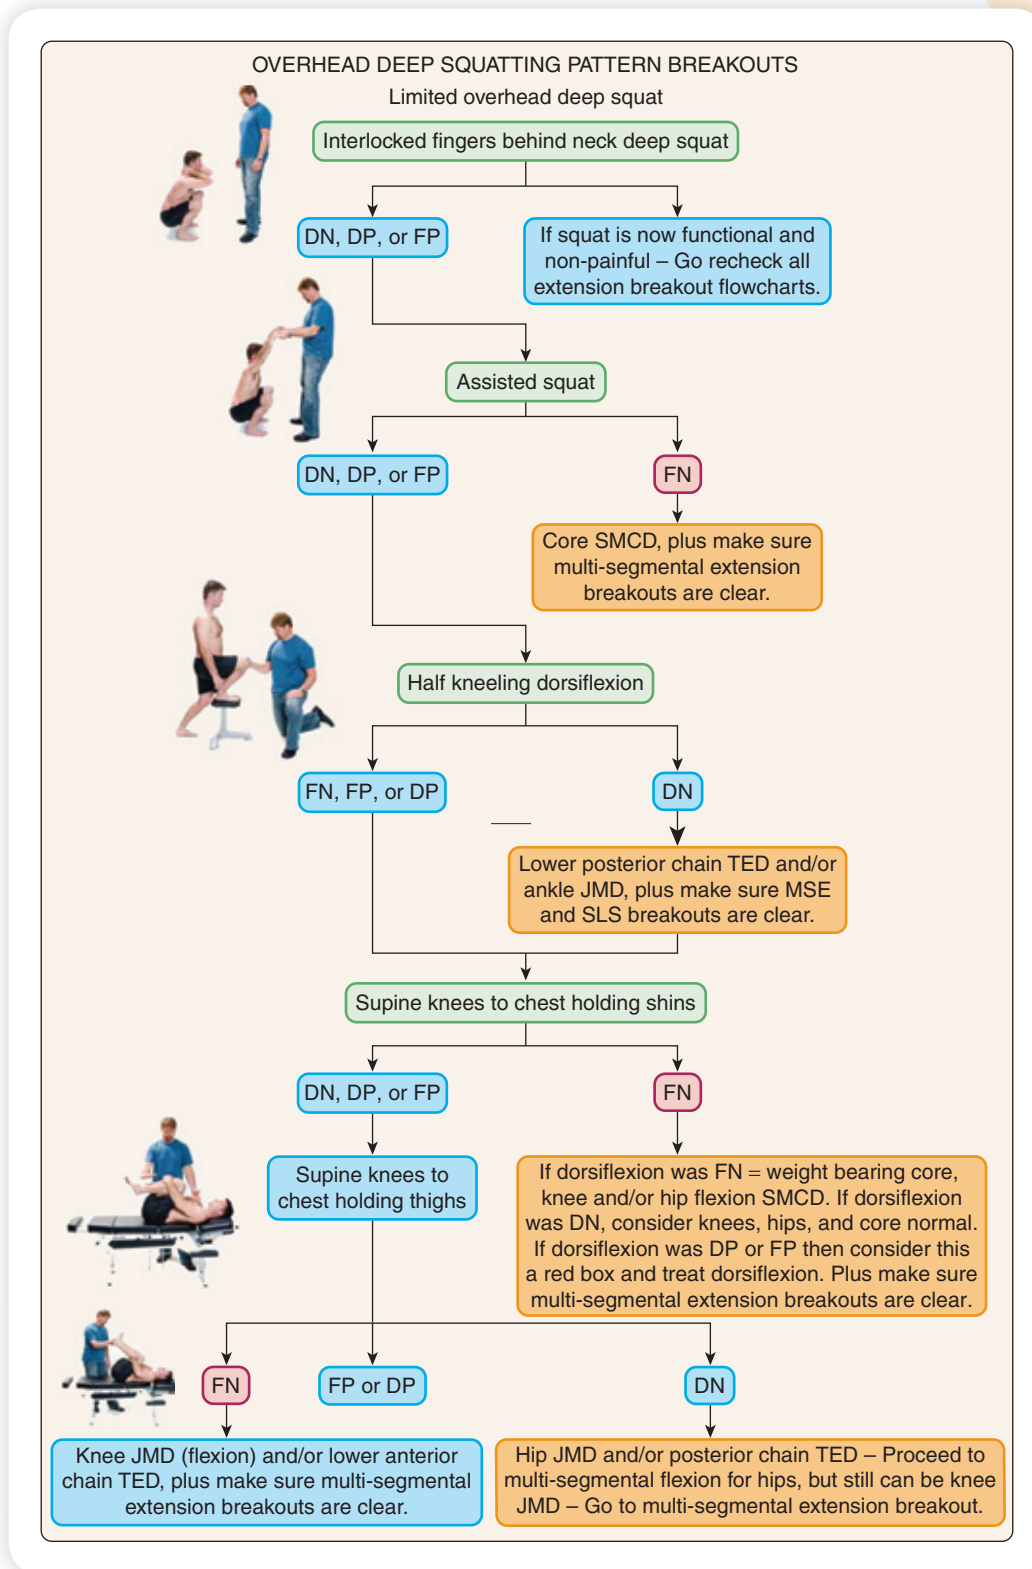 OVERHEAD DEEP SQUATTING PATTERN BREAKOUTS
Limited overhead deep squat
Interlocked fingers behind neck deep squat
DN, DP, or FP
If squat is now functional and
non-painful – Go recheck all
extension breakout flowcharts.
Assisted squat
DN, DP, or FP
FN
Core SMCD, plus make sure
multi-segmental extension
breakouts are clear.
Half kneeling dorsiflexion
FN, FP, or DP
DN
Lower posterior chain TED and/or
ankle JMD, plus make sure MSE
and SLS breakouts are clear.
Supine knees to chest holding shins
DN, DP, or FP
FN
Supine knees to
chest holding thighs
If dorsiflexion was FN = weight bearing core,
knee and/or hip flexion SMCD. If dorsiflexion
was DN, consider knees, hips, and core normal.
If dorsiflexion was DP or FP then consider this
a red box and treat dorsiflexion. Plus make sure
multi-segmental extension breakouts are clear.
FN
FP or DP
DN
Knee JMD (flexion) and/or lower anterior
chain TED, plus make sure multi-segmental
extension breakouts are clear.
Hip JMD and/or posterior chain TED – Proceed to
multi-segmental flexion for hips, but still can be knee
JMD – Go to multi-segmental extension breakout.